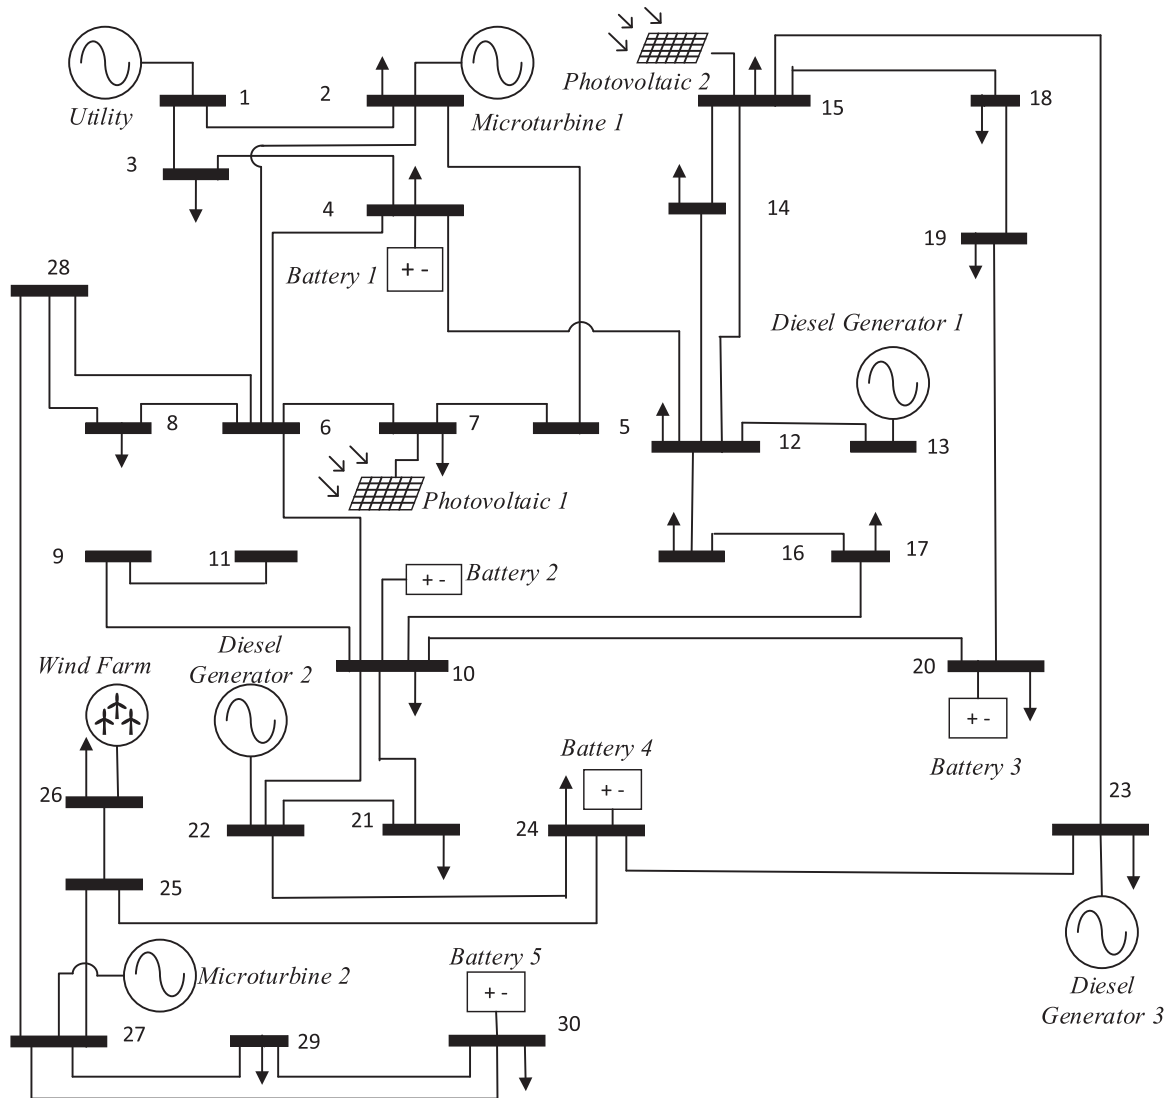 Photovoltaic 2
Utility
1
2
Microturbine 1
15
18
3
4
14
19
28
Battery 1
+ -
Diesel Generator 1
8
6
7
5
12
13
Photovoltaic 1
9
11
16
17
+ -
Battery 2
Diesel
Generator 2
Wind Farm
10
20
+ -
Battery 3
Battery 4
+ -
26
22
21
24
23
25
Battery 5
+ -
Microturbine 2
Diesel
Generator 3
27
29
30